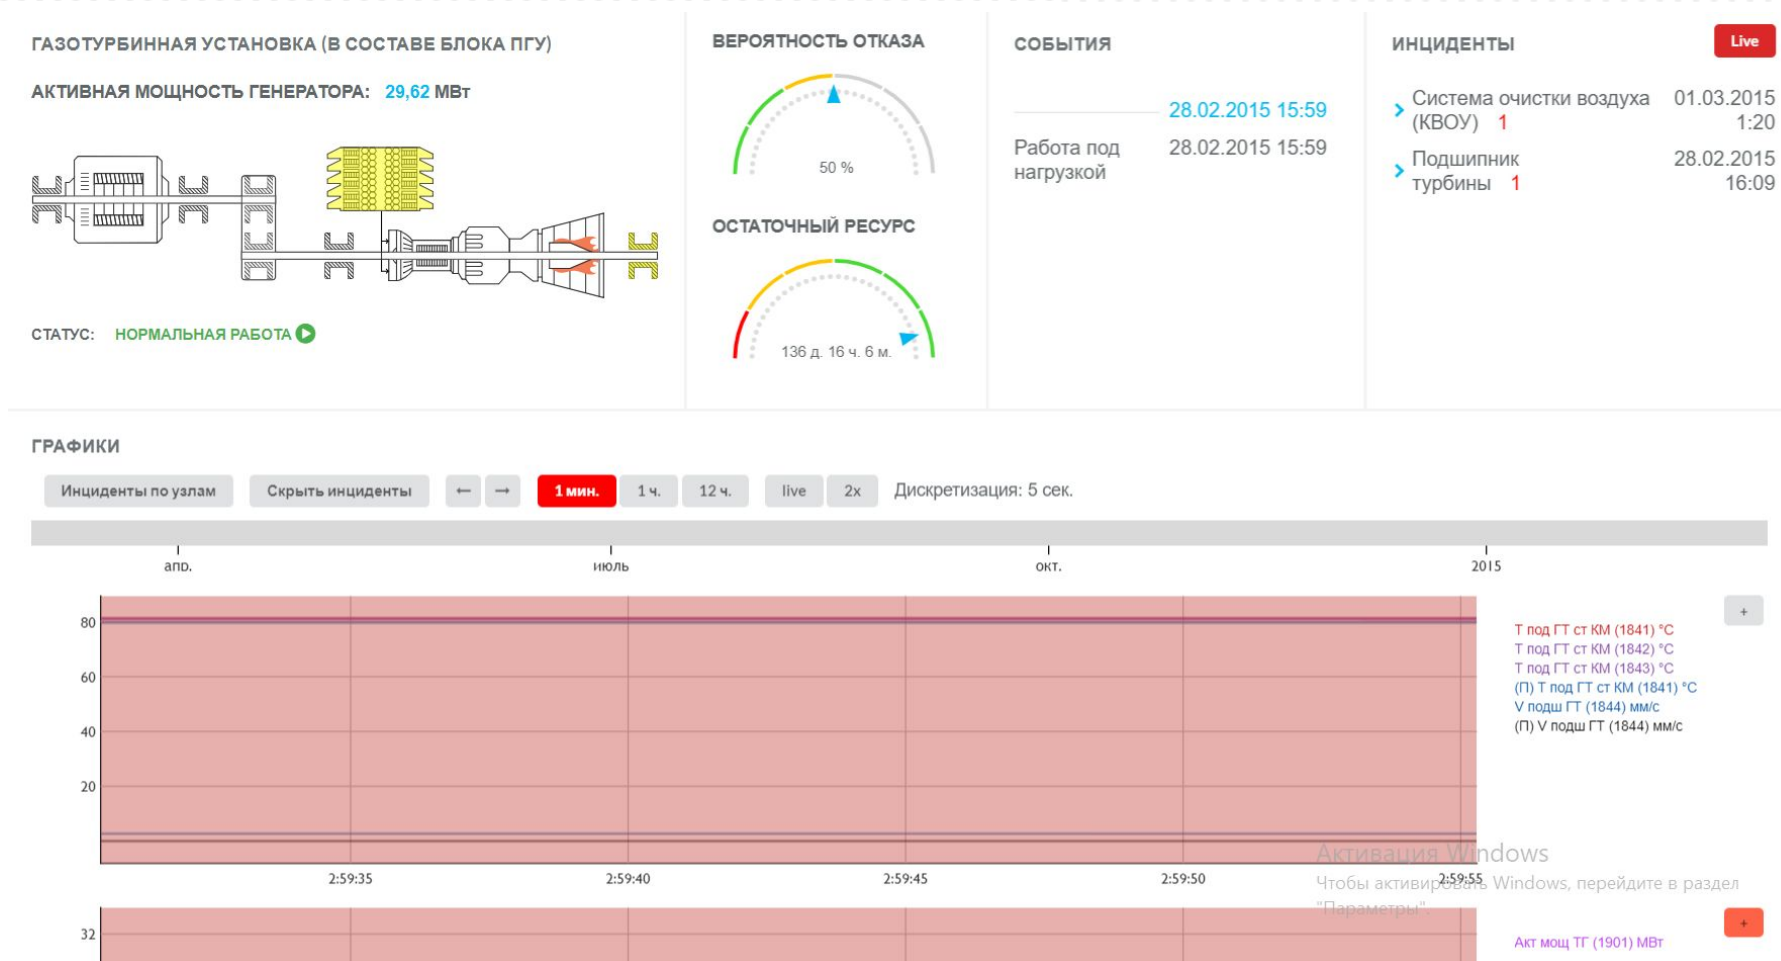 ГАЗОТУРБИННАЯ УСТАНОВКА (В СОСТАВЕ БЛОКА ПГУ)
АКТИВНАЯ МОЩНОСТЬ ГЕНЕРАТОРА: 29,62 МВт
СТАТУС: НОРМАЛЬНАЯ РАБОТА
ВЕРОЯТНОСТЬ ОТКАЗА
50 %
ОСТАТОЧНЫЙ РЕСУРС
136 д. 16 ч. 6 м.
СОБЫТИЯ
28.02.2015 15:59
Работа под 28.02.2015 15:59
нагрузкой
ИНЦИДЕНТЫ Live
Система очистки воздуха 01.03.2015
(КВОУ) 1 1:20
Подшипник 28.02.2015
турбины 1 16:09
ГРАФИКИ
Инциденты по узлам Скрыть инциденты ← → 1 мин. 1 ч. 12 ч. live 2x Дискретизация: 5 сек.
апр. июль окт. 2015
80
60
40
20
2:59:35 2:59:40 2:59:45 2:59:50 2:59:55
+
Т под ГТ ст КМ (1841) °C
Т под ГТ ст КМ (1842) °C
Т под ГТ ст КМ (1843) °C
(П) Т под ГТ ст КМ (1841) °C
V подш ГТ (1844) мм/с
(П) V подш ГТ (1844) мм/с
Активация Windows
Чтобы активировать Windows, перейдите в раздел
"Параметры".
32
+
Акт мощ ТГ (1901) МВт